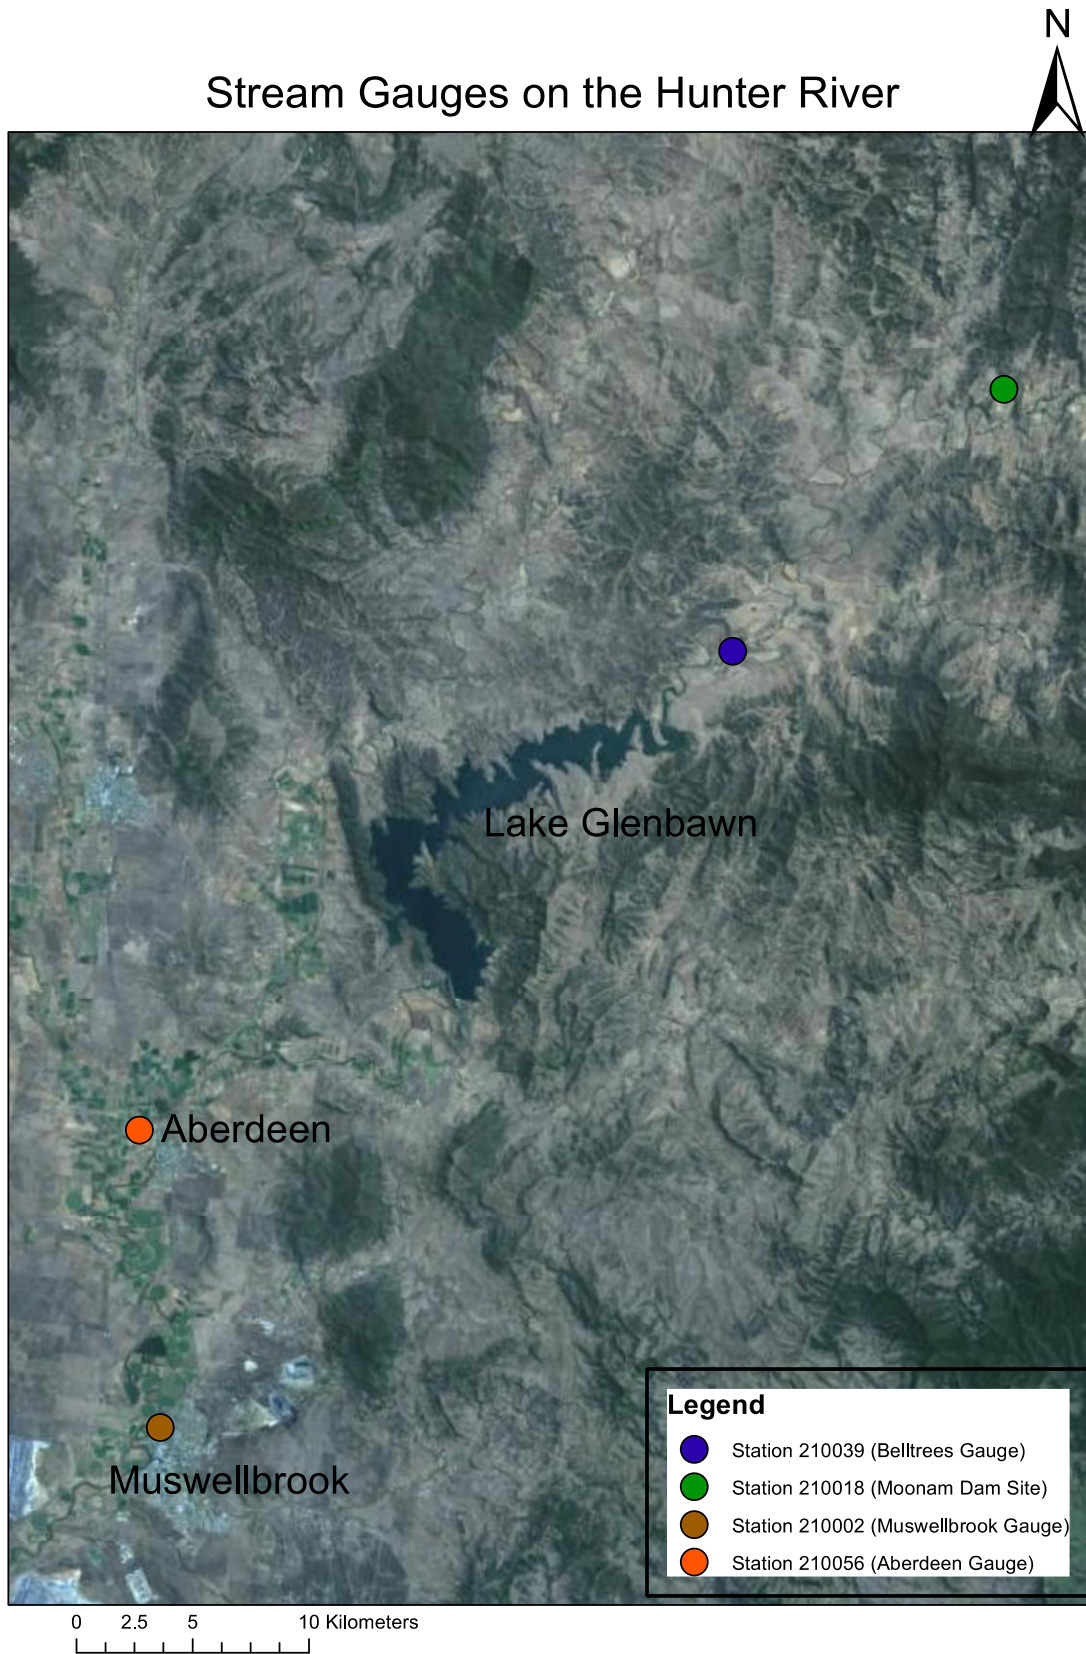 N
Stream Gauges on the Hunter River
Lake Glenbawn
Aberdeen
Muswellbrook
Legend
Station 210039 (Belltrees Gauge)
Station 210018 (Moonam Dam Site)
Station 210002 (Muswellbrook Gauge)
Station 210056 (Aberdeen Gauge)
0 2.5 5 10 Kilometers